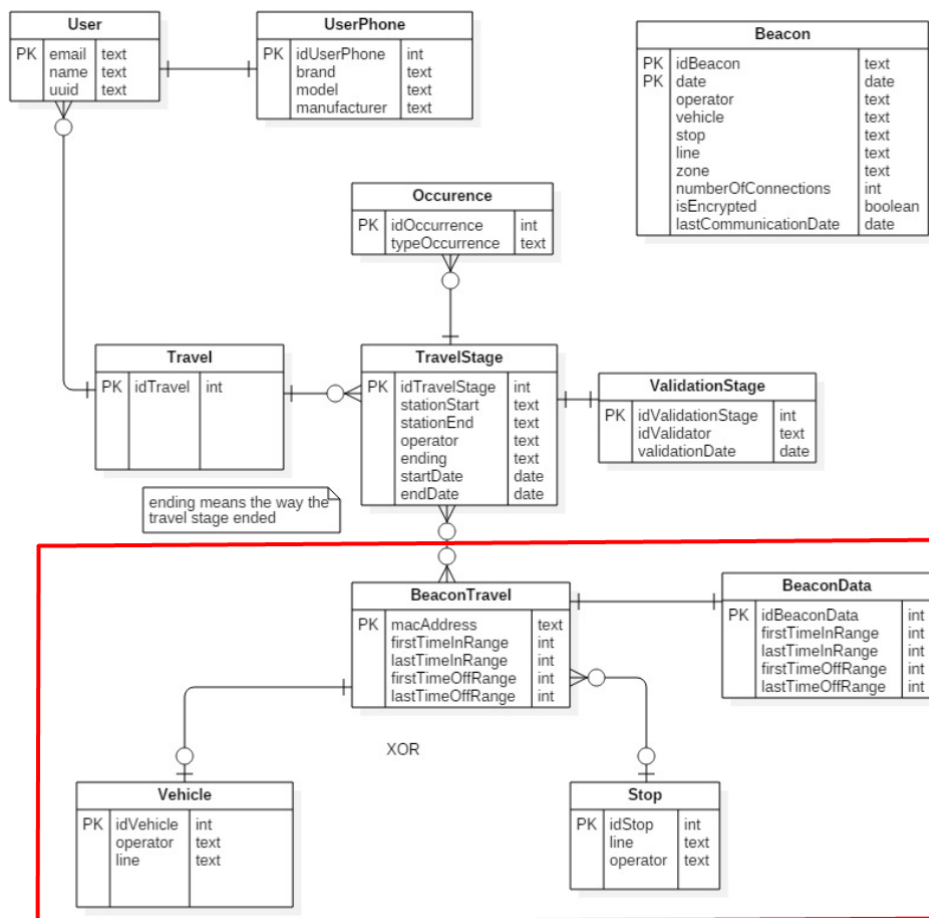 User
PK email text
name text
uuid text
UserPhone
PK idUserPhone int
brand text
model text
manufacturer text
Beacon
PK idBeacon text
PK date date
operator text
vehicle text
stop text
line text
zone text
numberOfConnections int
isEncrypted boolean
lastCommunicationDate date
Occurence
PK idOccurrence int
typeOccurrence text
Travel
PK idTravel int
TravelStage
PK idTravelStage int
stationStart text
stationEnd text
operator text
ending text
startDate date
endDate date
ValidationStage
PK idValidationStage int
idValidator text
validationDate date
ending means the way the
travel stage ended
BeaconTravel
PK macAddress text
firstTimeInRange int
lastTimeInRange int
firstTimeOffRange int
lastTimeOffRange int
BeaconData
PK idBeaconData int
firstTimeInRange int
lastTimeInRange int
firstTimeOffRange int
lastTimeOffRange int
XOR
Vehicle
PK idVehicle int
operator text
line text
Stop
PK idStop int
line text
operator text